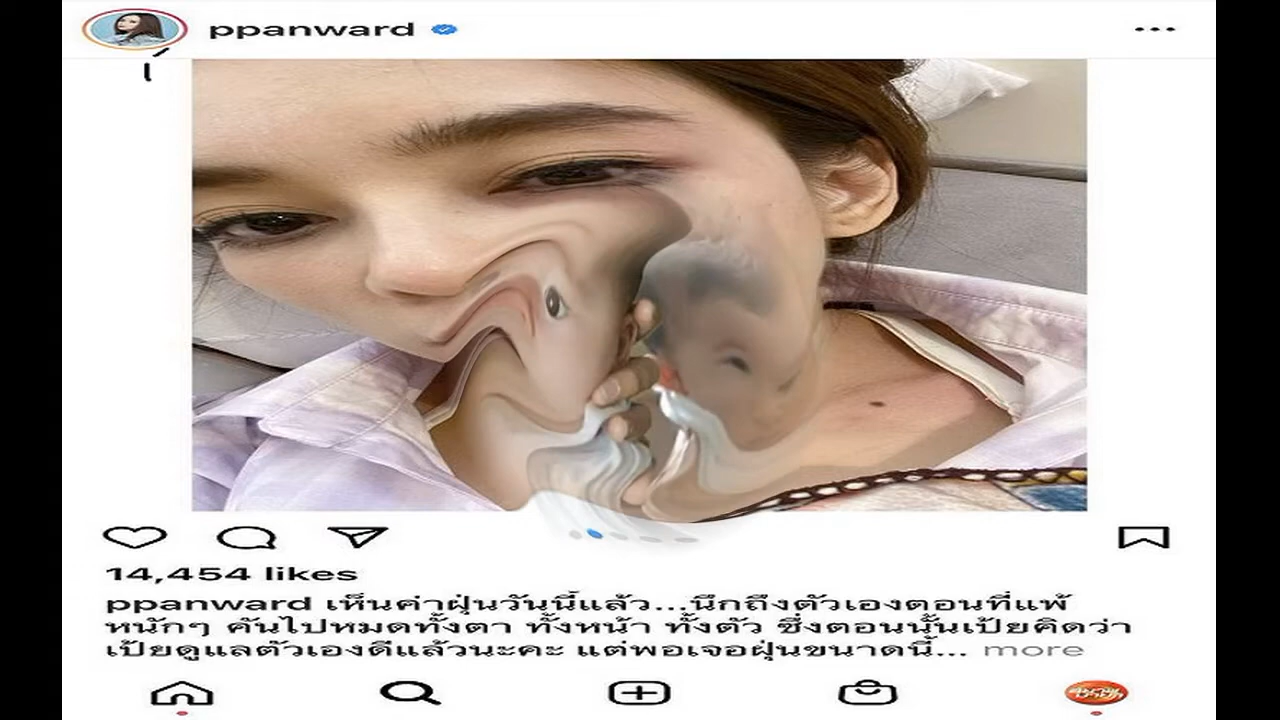 ppanward
14,454 likes
ppanward เห็นค่าฝุ่นวันนี้แล้ว...นึกถึงตัวเองตอนที่แพ้
หนักๆ คันไปหมดทั้งตา ทั้งหน้า ทั้งตัว ซึ่งตอนนั้นเป้ยคิดว่า
เป้ยดูแลตัวเองดีแล้วนะคะ แต่พอเจอฝุ่นขนาดนี้... more